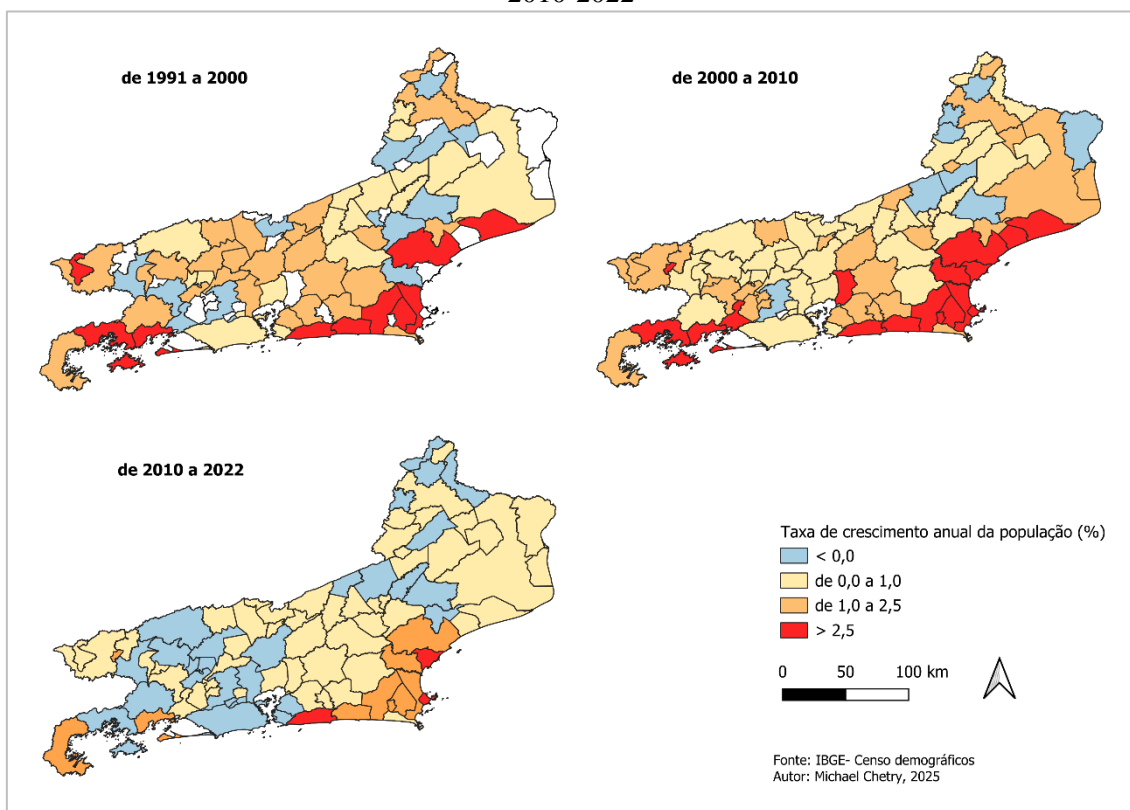 2010-2022
de 1991 a 2000
de 2000 a 2010
de 2010 a 2022
Taxa de crescimento anual da população (%)
< 0,0
de 0,0 a 1,0
de 1,0 a 2,5
> 2,5
0 50 100 km
Fonte: IBGE- Censo demográficos
Autor: Michael Chetry, 2025